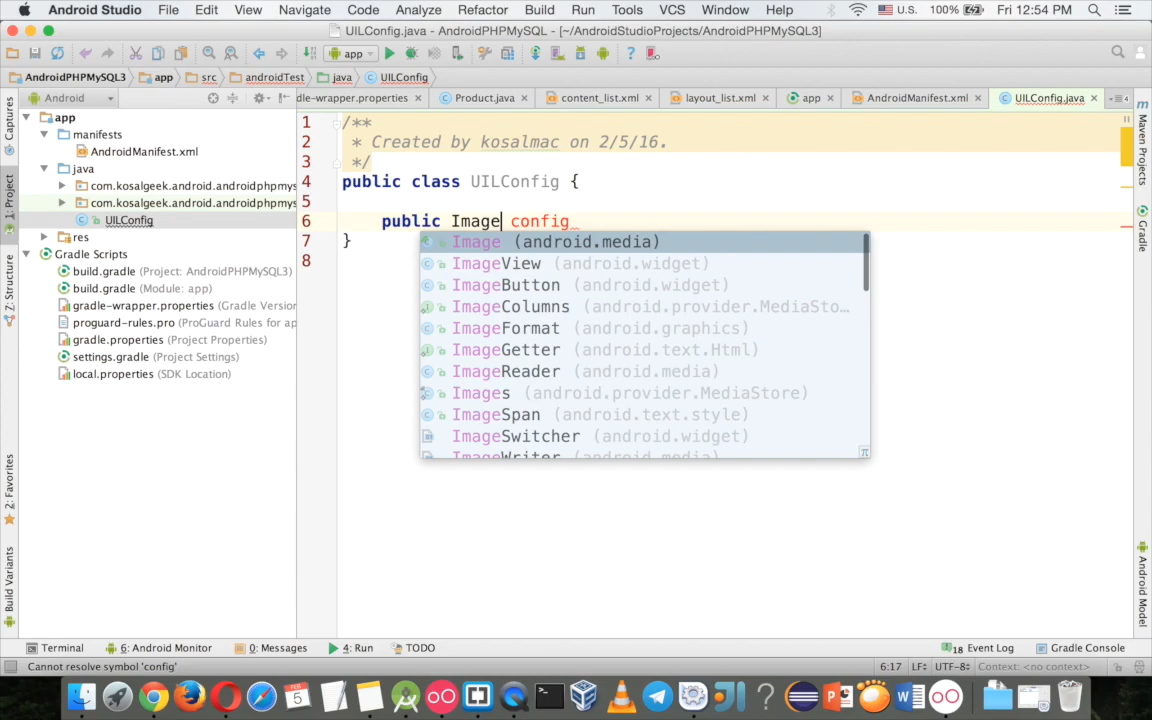 Android Studio File Edit View Navigate Code Analyze Refactor Build Run Tools VCS Window Help U.S. 100% Fri 12:54 PM
UILConfig.java - AndroidPHPMySQL - [~/AndroidStudioProjects/AndroidPHPMySQL3]
app
AndroidPHPMySQL3 app src androidTest java UILConfig
Android
dle-wrapper.properties Product.java content_list.xml layout_list.xml app AndroidManifest.xml UILConfig.java
Captures
1: Project
7: Structure
2: Favorites
Build Variants
app
manifests
AndroidManifest.xml
java
com.kosalgeek.android.androidphpmys
com.kosalgeek.android.androidphpmys
UILConfig
res
Gradle Scripts
build.gradle (Project: AndroidPHPMySQL3)
build.gradle (Module: app)
gradle-wrapper.properties (Gradle Version
proguard-rules.pro (ProGuard Rules for ap
gradle.properties (Project Properties)
settings.gradle (Project Settings)
local.properties (SDK Location)
1 /**
2 * Created by kosalmac on 2/5/16.
3 */
4 public class UILConfig {
5
6 public Image config_
7 }
8
Image (android.media)
ImageView (android.widget)
ImageButton (android.widget)
ImageColumns (android.provider.MediaSto…
ImageFormat (android.graphics)
ImageGetter (android.text.Html)
ImageReader (android.media)
Images (android.provider.MediaStore)
ImageSpan (android.text.style)
ImageSwitcher (android.widget)
ImageWriter (android.media)
π
Maven Projects
Gradle
Android Model
Terminal 6: Android Monitor 0: Messages 4: Run TODO 18 Event Log Gradle Console
Cannot resolve symbol 'config' 6:17 LF÷ UTF-8÷ Context: <no context>
FEB
5